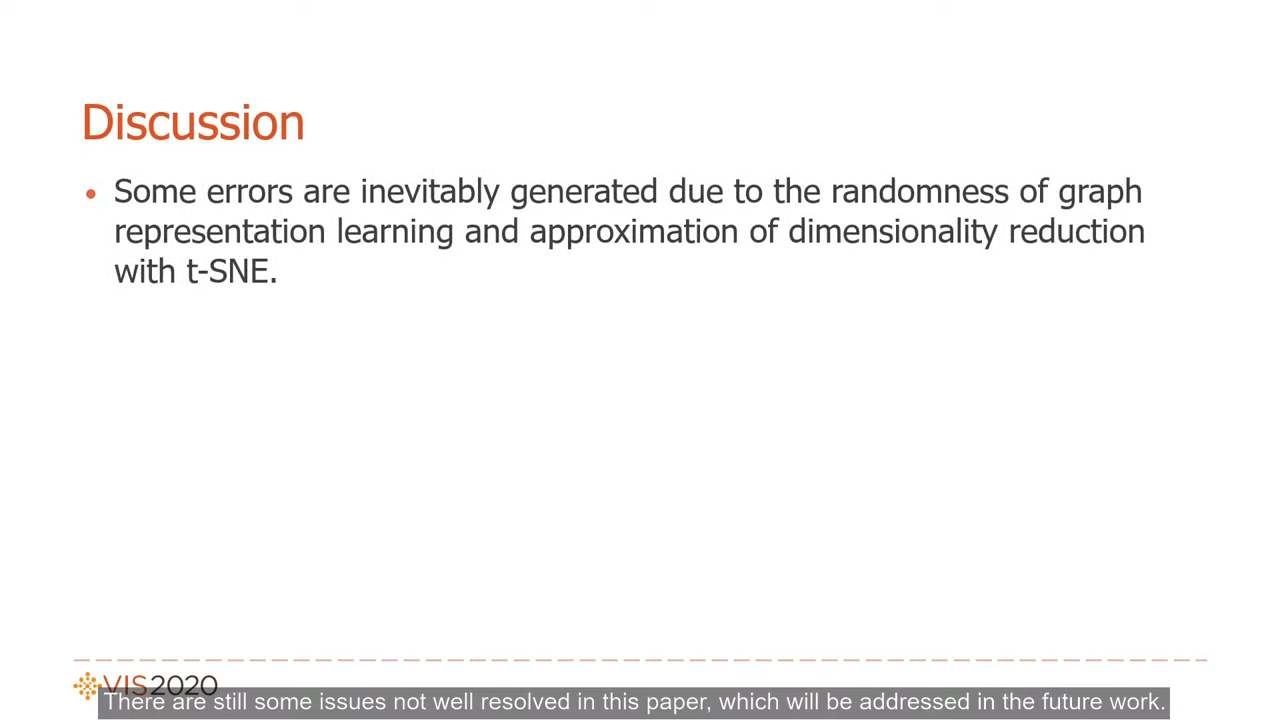 Discussion
• Some errors are inevitably generated due to the randomness of graph
representation learning and approximation of dimensionality reduction
with t-SNE.
VIS2020
There are still some issues not well resolved in this paper, which will be addressed in the future work.